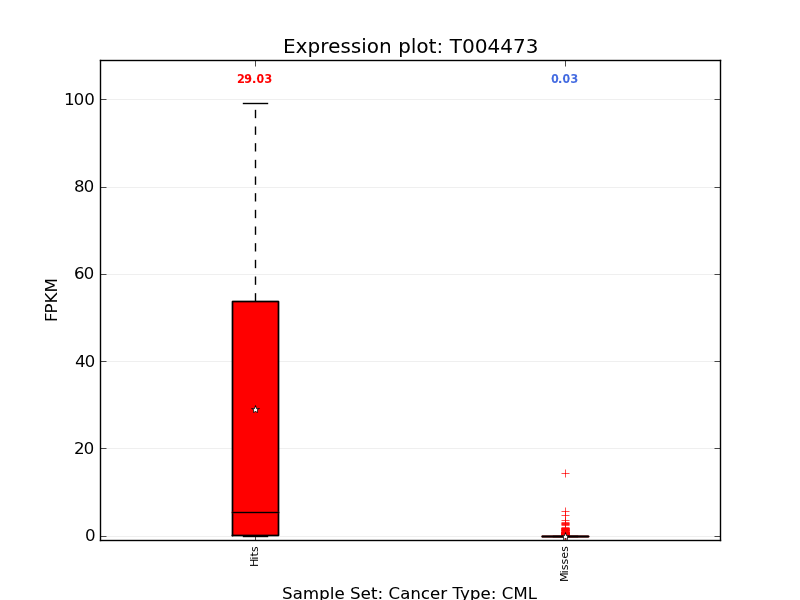 Expression plot: T004473
29.03
0.03
100
80
60
40
20
0
FPKM
Hits
Misses
Sample Set: Cancer Type: CML